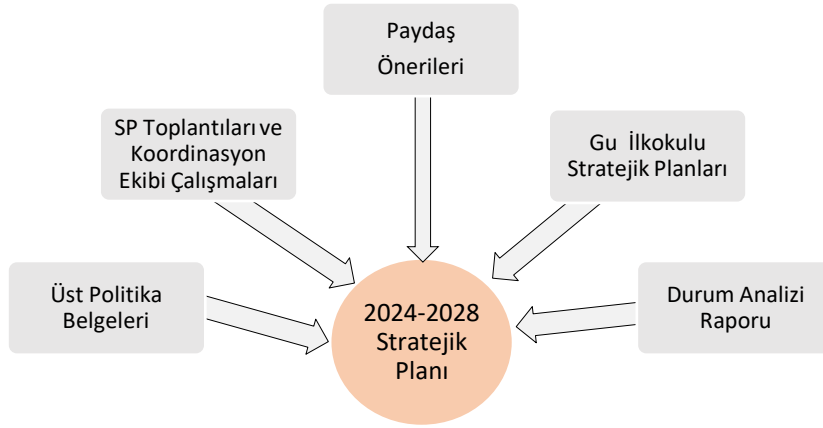 Paydaş
Önerileri
SP Toplantıları ve
Koordinasyon
Ekibi Çalışmaları
Gu İlkokulu
Stratejik Planları
Üst Politika
Belgeleri
2024-2028
Stratejik
Planı
Durum Analizi
Raporu